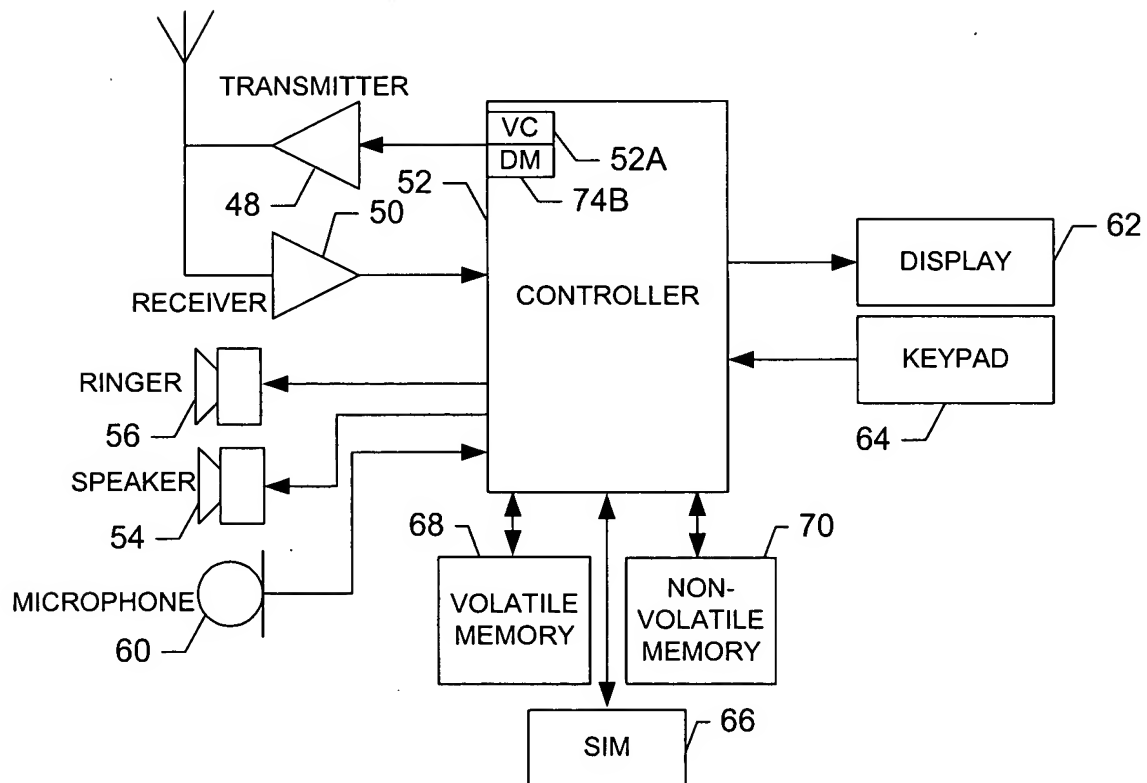 TRANSMITTER
48
VC
DM
52A
74B
52
50
RECEIVER
CONTROLLER
DISPLAY
62
KEYPAD
64
RINGER
56
SPEAKER
54
MICROPHONE
60
68
VOLATILE
MEMORY
70
NON-
VOLATILE
MEMORY
SIM
66